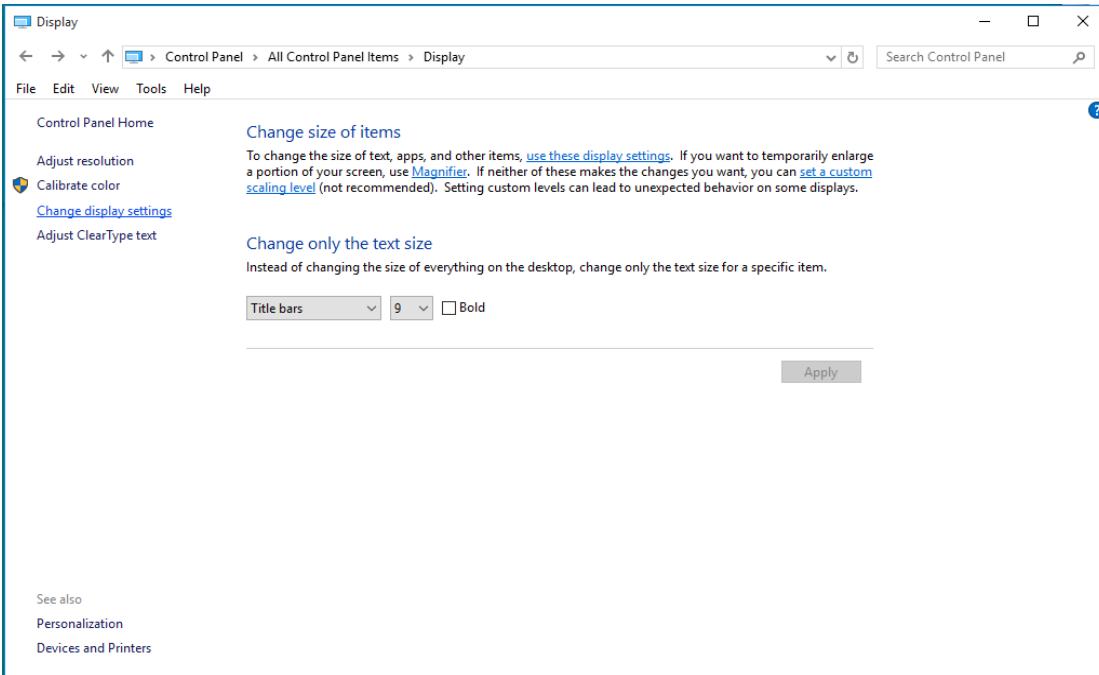 Display
Control Panel > All Control Panel Items > Display
Search Control Panel
File Edit View Tools Help
Control Panel Home
Adjust resolution
Calibrate color
Change display settings
Adjust ClearType text
Change size of items
To change the size of text, apps, and other items, use these display settings. If you want to temporarily enlarge
a portion of your screen, use Magnifier. If neither of these makes the changes you want, you can set a custom
scaling level (not recommended). Setting custom levels can lead to unexpected behavior on some displays.
Change only the text size
Instead of changing the size of everything on the desktop, change only the text size for a specific item.
Title bars 9 Bold
Apply
See also
Personalization
Devices and Printers